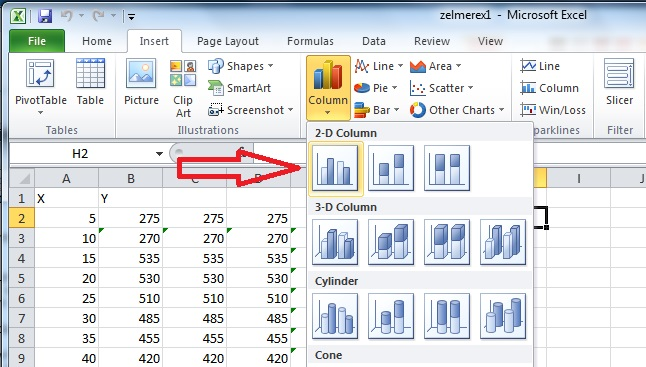 zelmerex1 - Microsoft Excel
File Home Insert Page Layout Formulas Data Review View
PivotTable Table Picture Clip Art Shapes SmartArt Screenshot Column Line Pie Bar Area Scatter Other Charts Line Column Win/Loss Slicer
Tables Illustrations parklines Filter
H2
A B C D I J
1 X Y
2 5 275 275 275
3 10 270 270 270
4 15 535 535 535
5 20 530 530 530
6 25 510 510 510
7 30 485 485 485
8 35 455 455 455
9 40 420 420 420
2-D Column
3-D Column
Cylinder
Cone